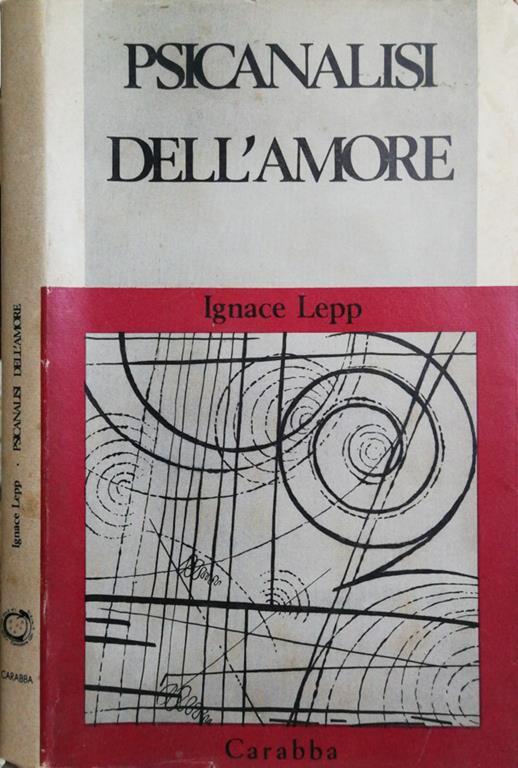 PSICANALISI
DELL'AMORE
Ignace Lepp
Carabba
Ignace Lepp · PSICANALISI DELL'AMORE
CARABBA